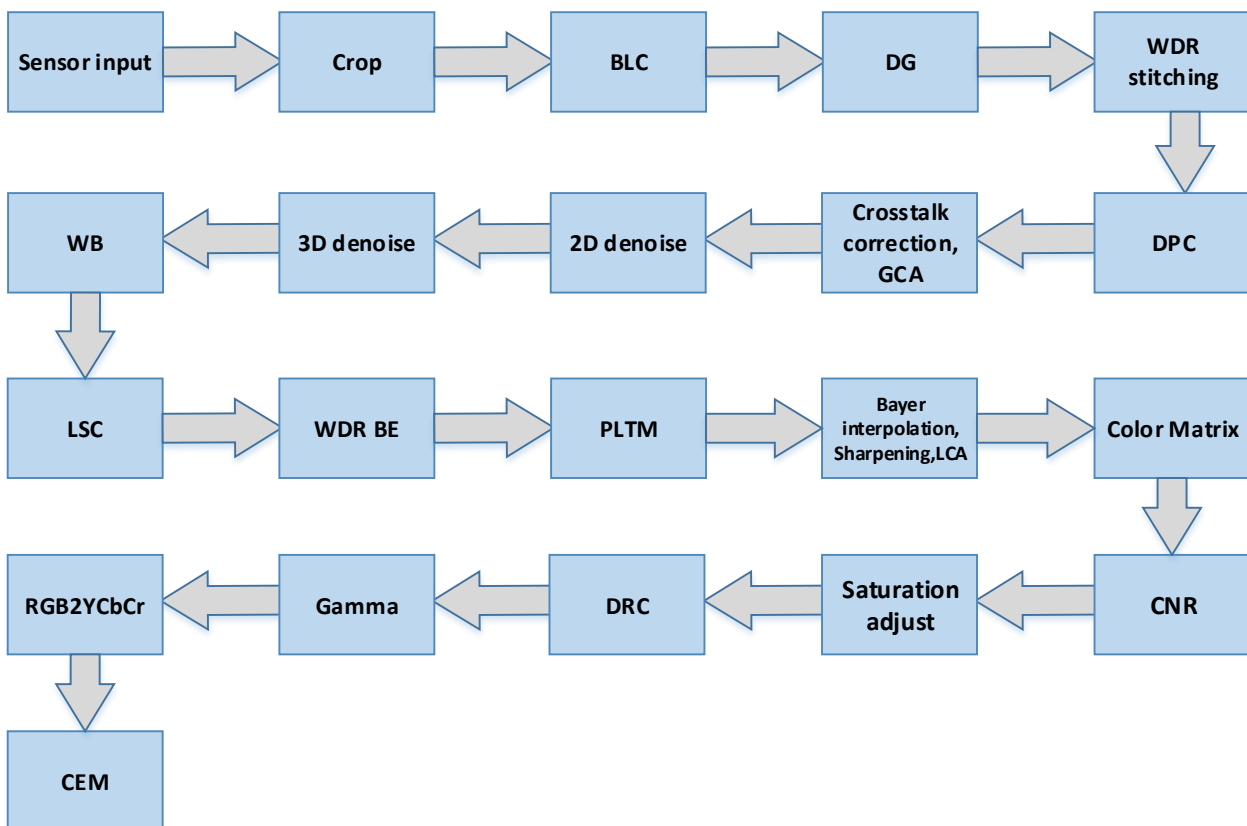 Sensor input
Crop
BLC
DG
WDR
stitching
DPC
Crosstalk
correction,
GCA
2D denoise
3D denoise
WB
LSC
WDR BE
PLTM
Bayer
interpolation,
Sharpening,LCA
Color Matrix
CNR
Saturation
adjust
DRC
Gamma
RGB2YCbCr
CEM